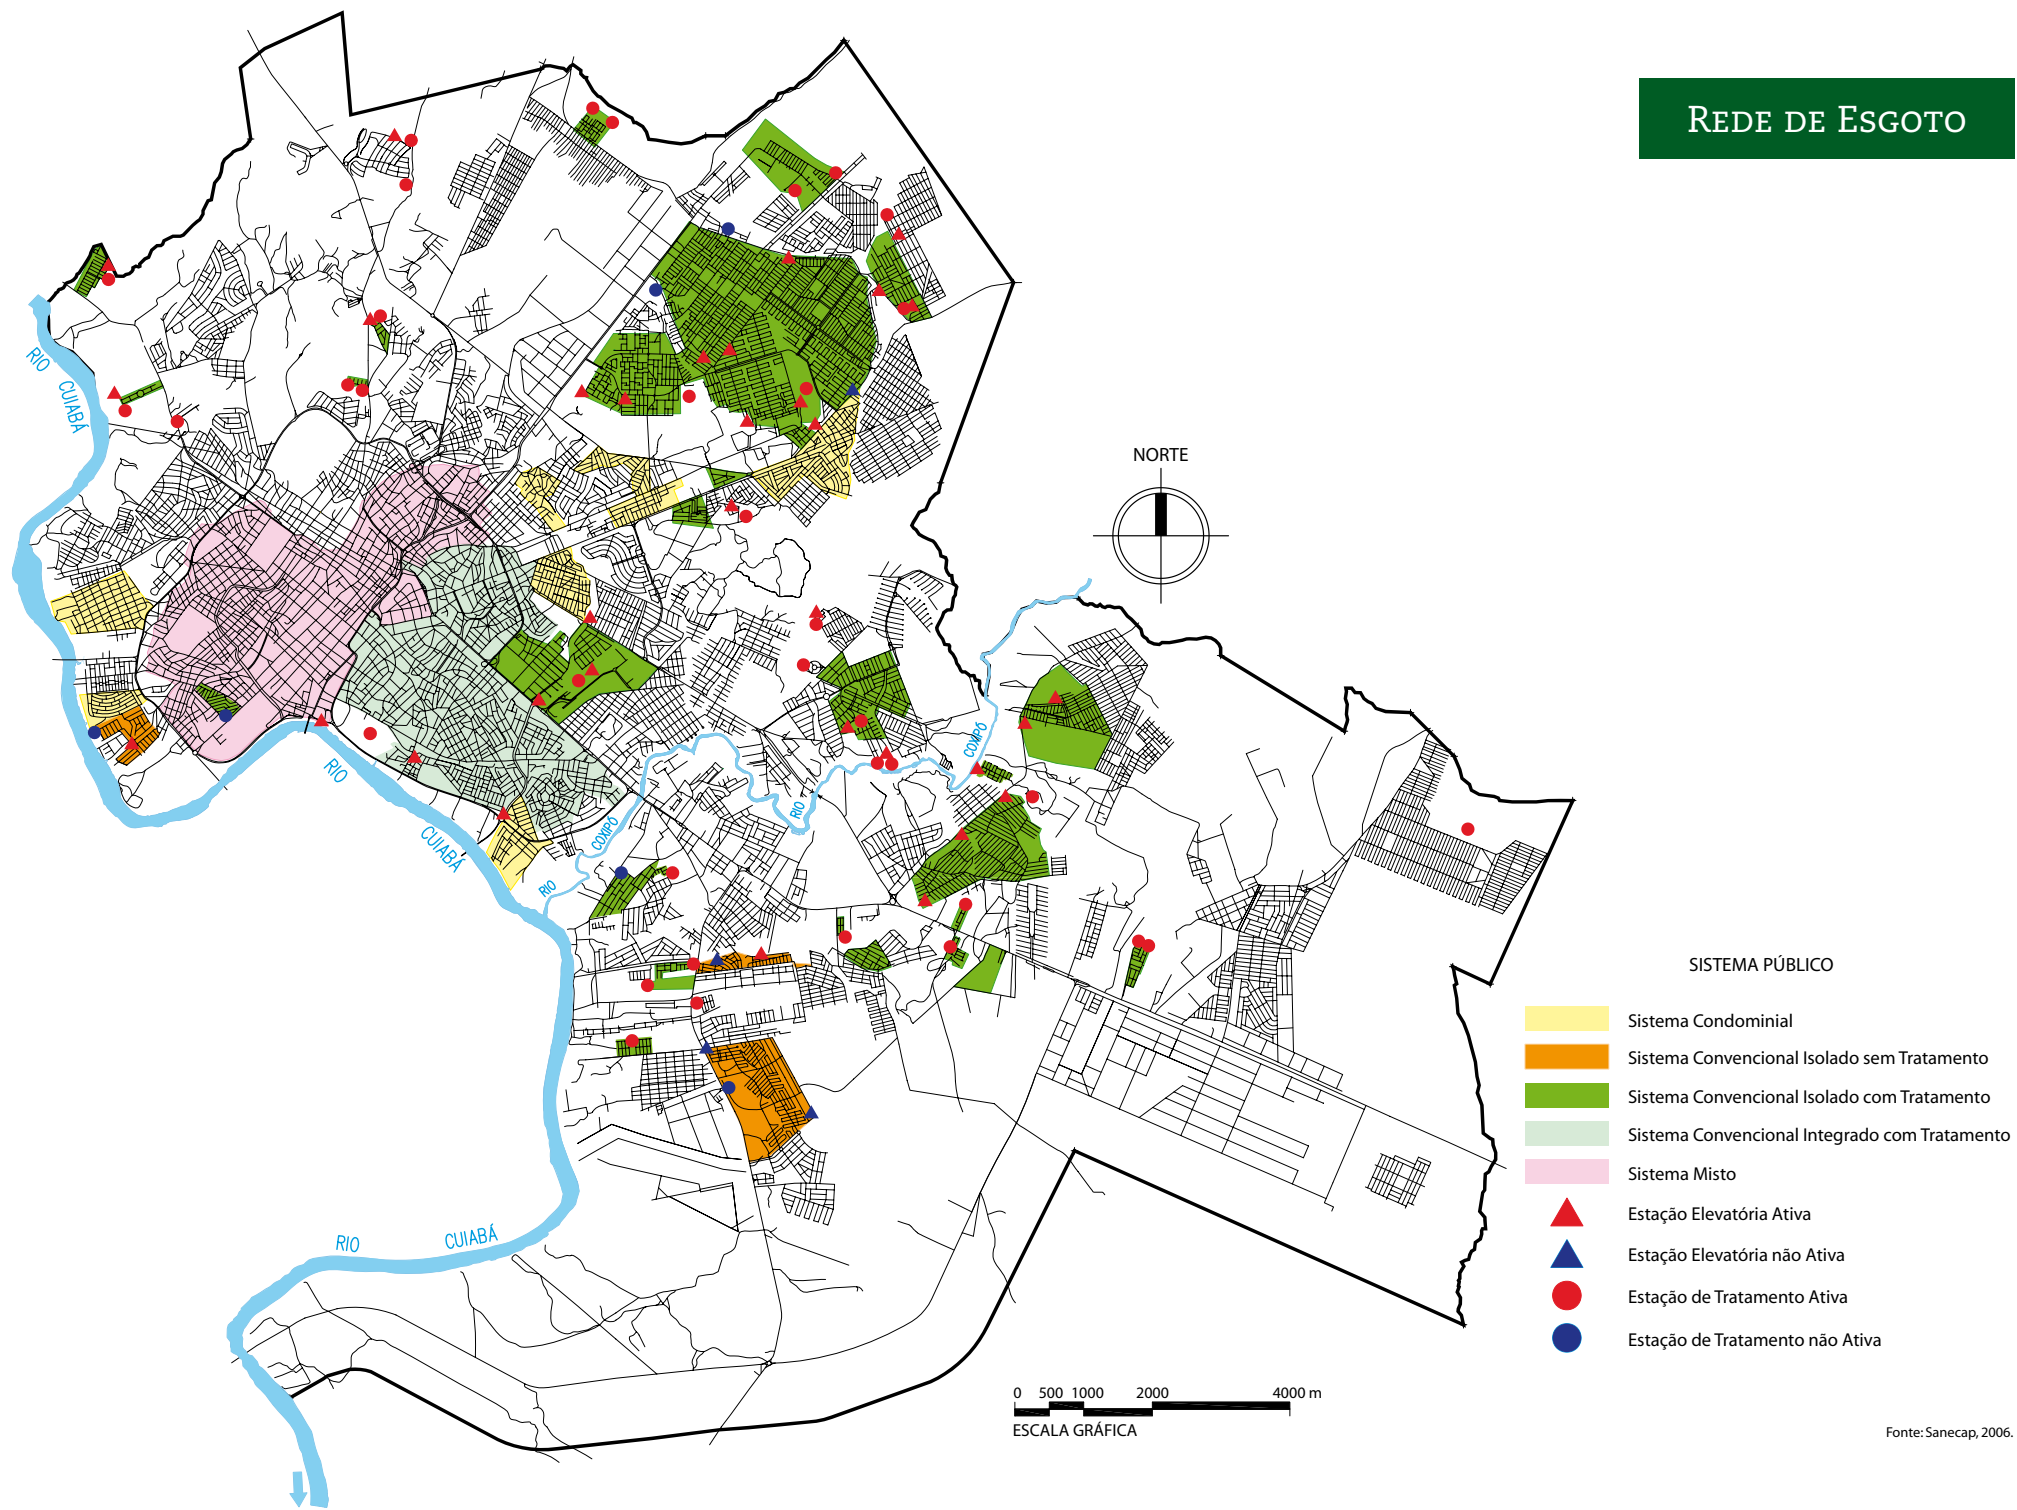 REDE DE ESGOTO
NORTE
RIO
CUIABÁ
RIO
CUIABÁ
COXIPÓ
RIO
COXIPÓ
RIO
RIO
CUIABÁ
SISTEMA PÚBLICO
Sistema Condominial
Sistema Convencional Isolado sem Tratamento
Sistema Convencional Isolado com Tratamento
Sistema Convencional Integrado com Tratamento
Sistema Misto
Estação Elevatória Ativa
Estação Elevatória não Ativa
Estação de Tratamento Ativa
Estação de Tratamento não Ativa
0 500 1000 2000 4000 m
ESCALA GRÁFICA
Fonte: Sanecap, 2006.